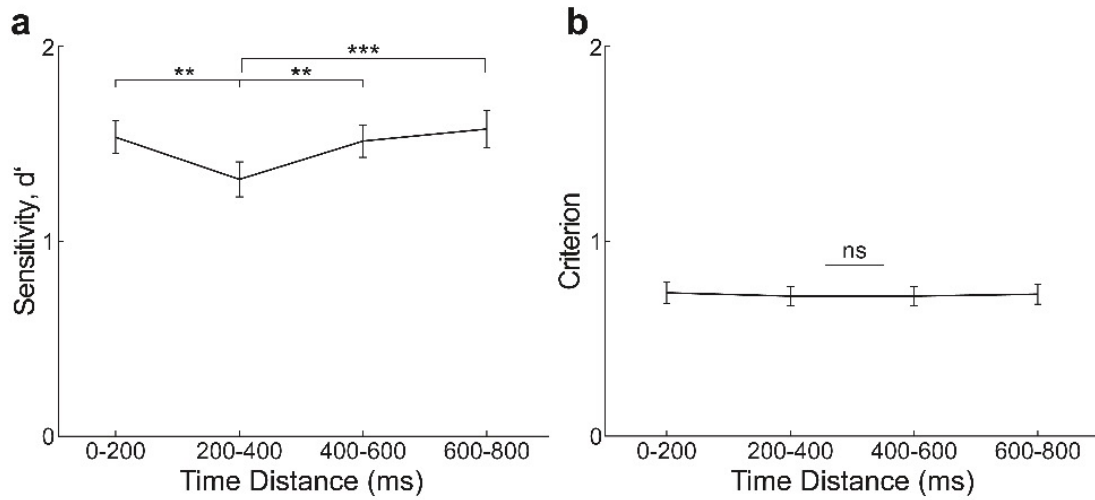 a
2
1
0
Sensitivity, d'
**
**
***
0-200
200-400
400-600
600-800
Time Distance (ms)
b
2
1
0
Criterion
ns
0-200
200-400
400-600
600-800
Time Distance (ms)